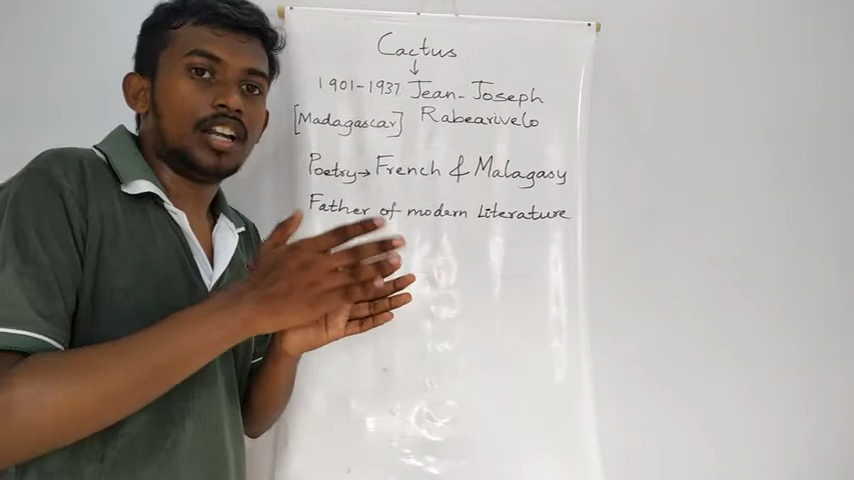 Cactus
↓
1901-1937 Jean-Joseph
[Madagascar] Rabearivelo
Poetry→French & Malagasy
Father of modern literature